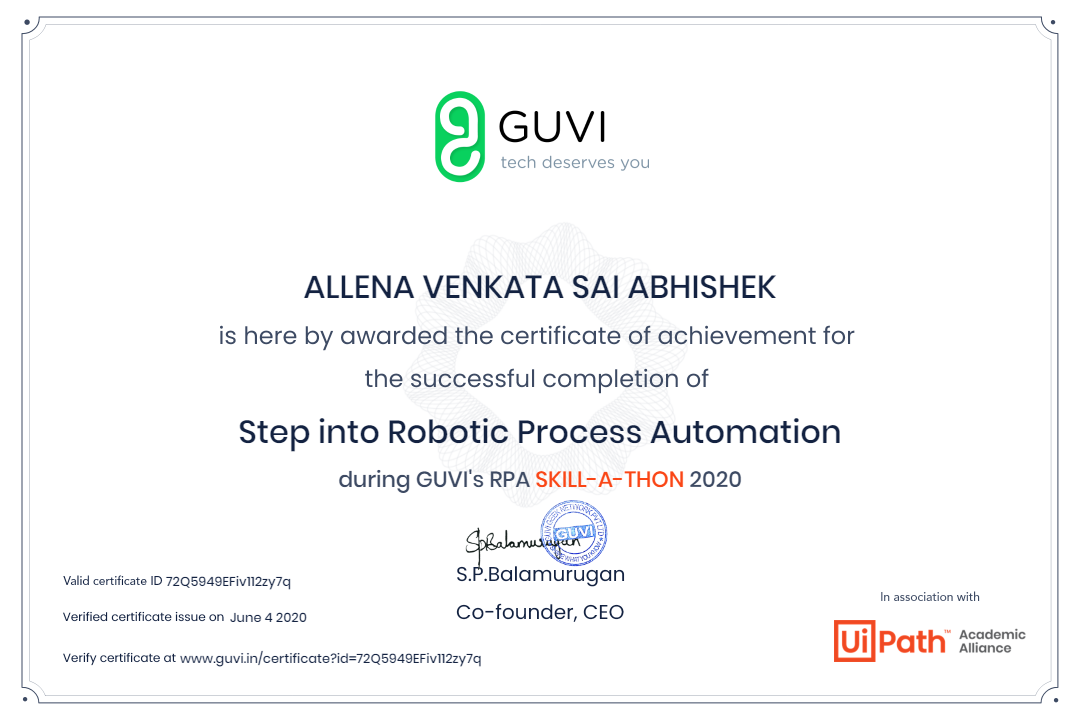 GUVI
tech deserves you
ALLENA VENKATA SAI ABHISHEK
is here by awarded the certificate of achievement for
the successful completion of
Step into Robotic Process Automation
during GUVI's RPA SKILL-A-THON 2020
SPBalamurugan
GUVI
S.P.Balamurugan
Co-founder, CEO
Valid certificate ID 72Q5949EFiv112zy7q
Verified certificate issue on June 4 2020
Verify certificate at www.guvi.in/certificate?id=72Q5949EFiv112zy7q
In association with
UiPath™ Academic
Alliance